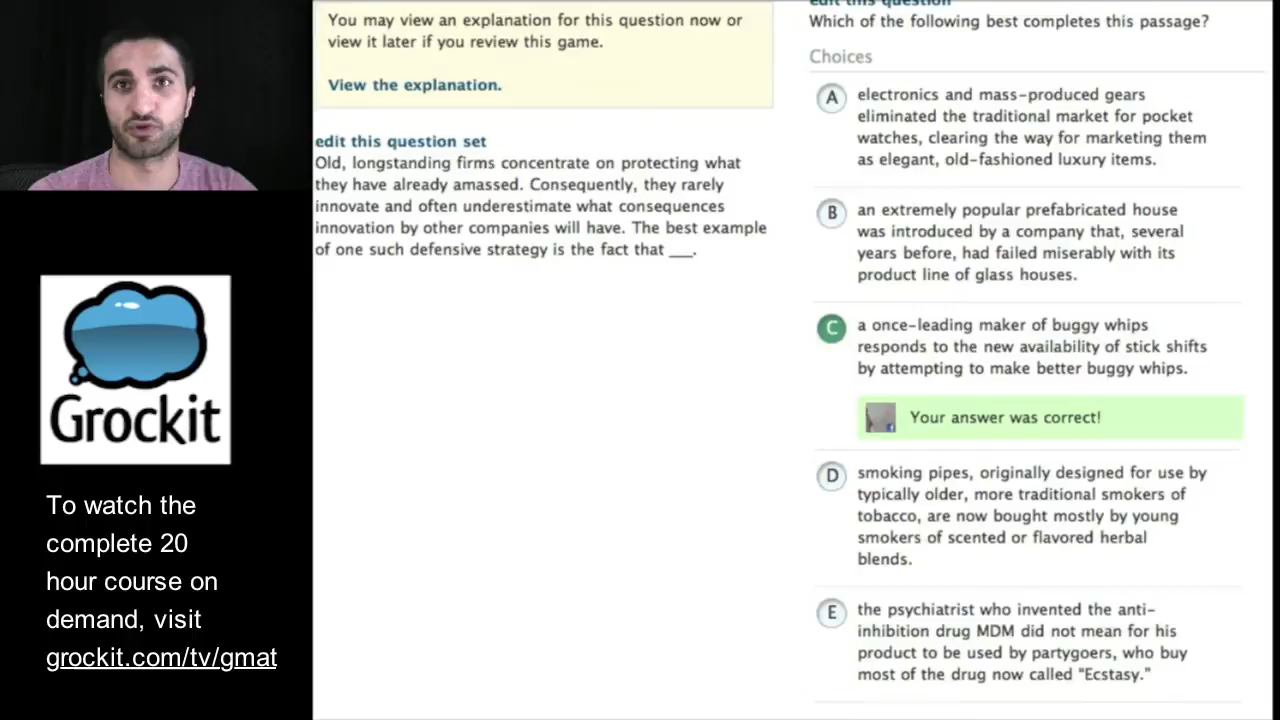 You may view an explanation for this question now or
view it later if you review this game.
View the explanation.
edit this question set
Old, longstanding firms concentrate on protecting what
they have already amassed. Consequently, they rarely
innovate and often underestimate what consequences
innovation by other companies will have. The best example
of one such defensive strategy is the fact that ___.
Grockit
To watch the
complete 20
hour course on
demand, visit
grockit.com/tv/gmat
edit this question
Which of the following best completes this passage?
Choices
A electronics and mass-produced gears
eliminated the traditional market for pocket
watches, clearing the way for marketing them
as elegant, old-fashioned luxury items.
B an extremely popular prefabricated house
was introduced by a company that, several
years before, had failed miserably with its
product line of glass houses.
C a once-leading maker of buggy whips
responds to the new availability of stick shifts
by attempting to make better buggy whips.
Your answer was correct!
D smoking pipes, originally designed for use by
typically older, more traditional smokers of
tobacco, are now bought mostly by young
smokers of scented or flavored herbal
blends.
E the psychiatrist who invented the anti-
inhibition drug MDM did not mean for his
product to be used by partygoers, who buy
most of the drug now called “Ecstasy.”